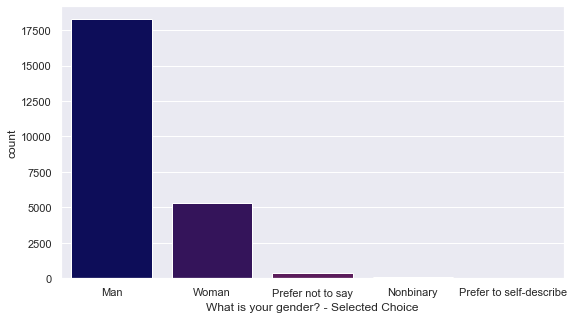 17500
15000
12500
10000
7500
5000
2500
0
count
Man Woman Prefer not to say Nonbinary Prefer to self-describe
What is your gender? - Selected Choice